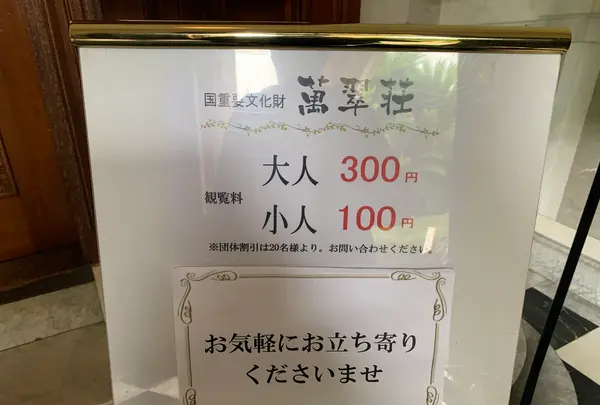 国重要文化財 萬翠荘
大人 300円
観覧料
小人 100円
※団体割引は20名様より。お問い合わせください。
お気軽にお立ち寄り
くださいませ